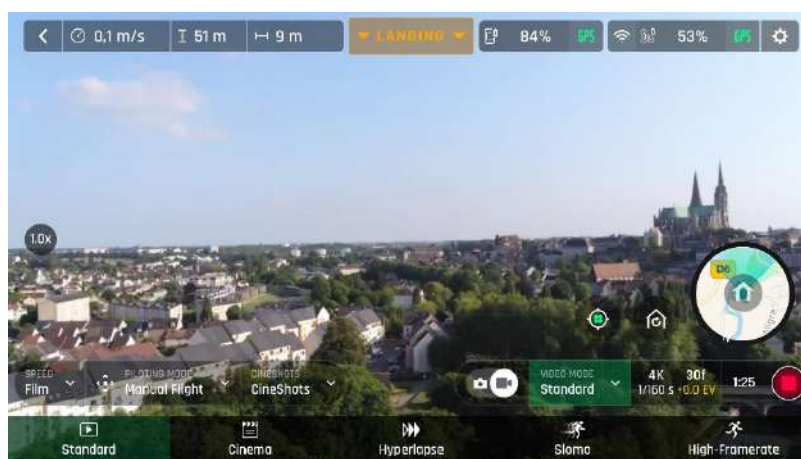 0,1 m/s
51 m
9 m
LANDING
84%
GPS
53%
GPS
1.0x
D6
SPEED
Film
PILOTING MODE
Manual Flight
CINESHOTS
CineShots
VIDEO MODE
Standard
4K 30f
1/160 s +0.0 EV
1:25
Standard
Cinema
Hyperlapse
Slomo
High-Framerate